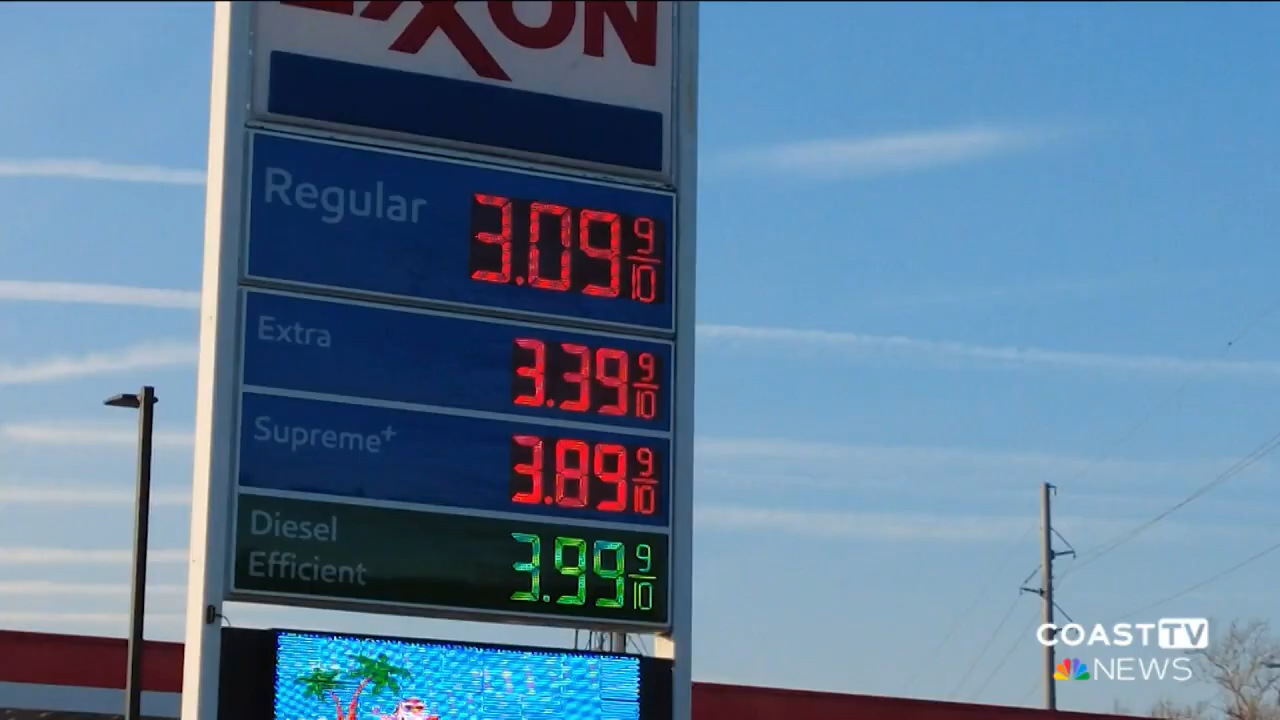 EXXON
Regular 3.09 9/10
Extra 3.39 9/10
Supreme+ 3.89 9/10
Diesel
Efficient 3.99 9/10
COAST TV
NEWS